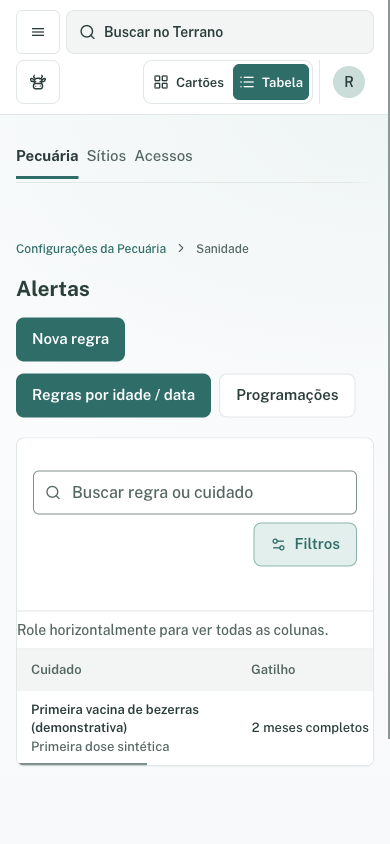 Buscar no Terrano
Cartões
Tabela
R
Pecuária Sítios Acessos
Configurações da Pecuária > Sanidade
Alertas
Nova regra
Regras por idade / data
Programações
Buscar regra ou cuidado
Filtros
Role horizontalmente para ver todas as colunas.
Cuidado Gatilho
Primeira vacina de bezerras
(demonstrativa)
2 meses completos
Primeira dose sintética